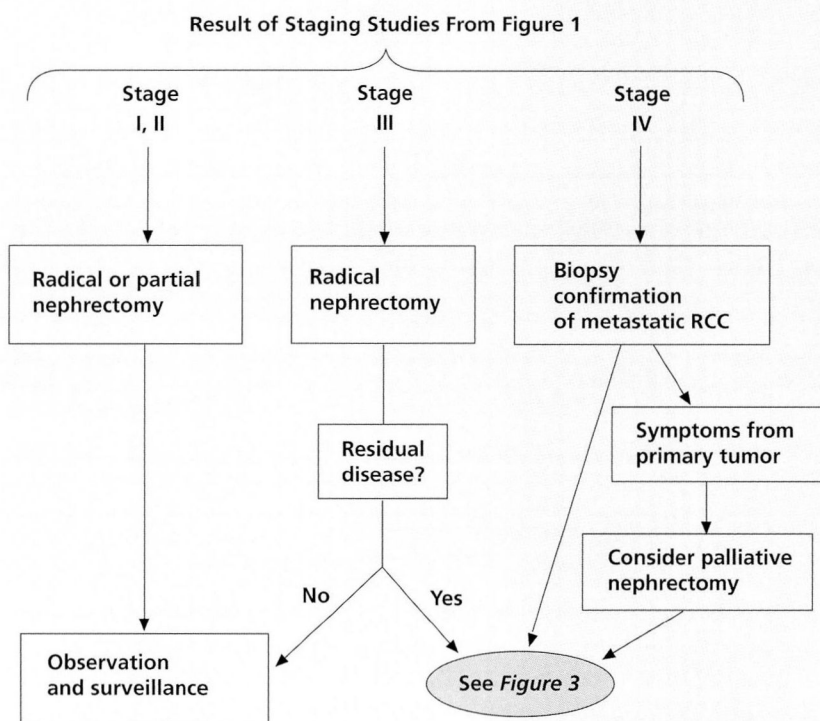 Result of Staging Studies From Figure 1
Stage
I, II
Stage
III
Stage
IV
Radical or partial
nephrectomy
Radical
nephrectomy
Biopsy
confirmation
of metastatic RCC
Residual
disease?
Symptoms from
primary tumor
Consider palliative
nephrectomy
No
Yes
Observation
and surveillance
See Figure 3